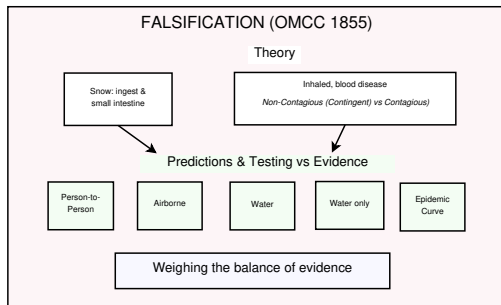 FALSIFICATION (OMCC 1855)
Theory
Snow: ingest &
small intestine
Inhaled, blood disease
Non-Contagious (Contingent) vs Contagious)
Predictions & Testing vs Evidence
Person-to-
Person
Airborne
Water
Water only
Epidemic
Curve
Weighing the balance of evidence